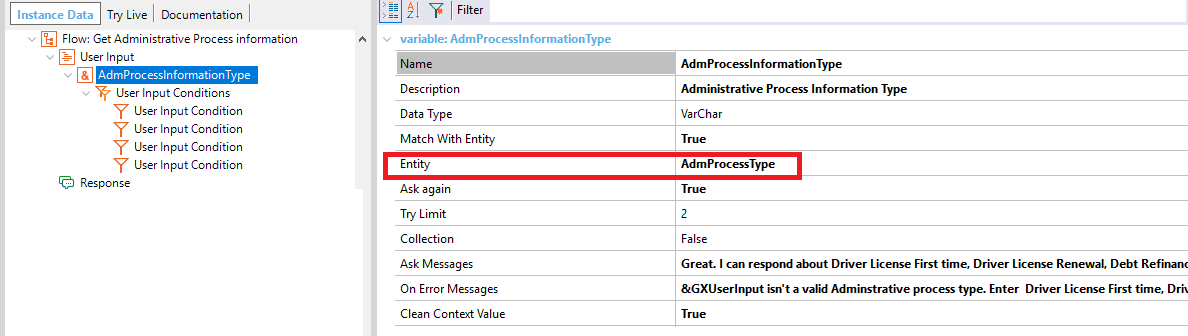 Instance Data Try Live Documentation
Filter
Flow: Get Administrative Process information
User Input
& AdmProcessInformationType
User Input Conditions
User Input Condition
User Input Condition
User Input Condition
User Input Condition
Response
variable: AdmProcessInformationType
Name AdmProcessInformationType
Description Administrative Process Information Type
Data Type VarChar
Match With Entity True
Entity AdmProcessType
Ask again True
Try Limit 2
Collection False
Ask Messages Great. I can respond about Driver License First time, Driver License Renewal, Debt Refinanc
On Error Messages &GXUserInput isn't a valid Adminstrative process type. Enter Driver License First time, Driv
Clean Context Value True